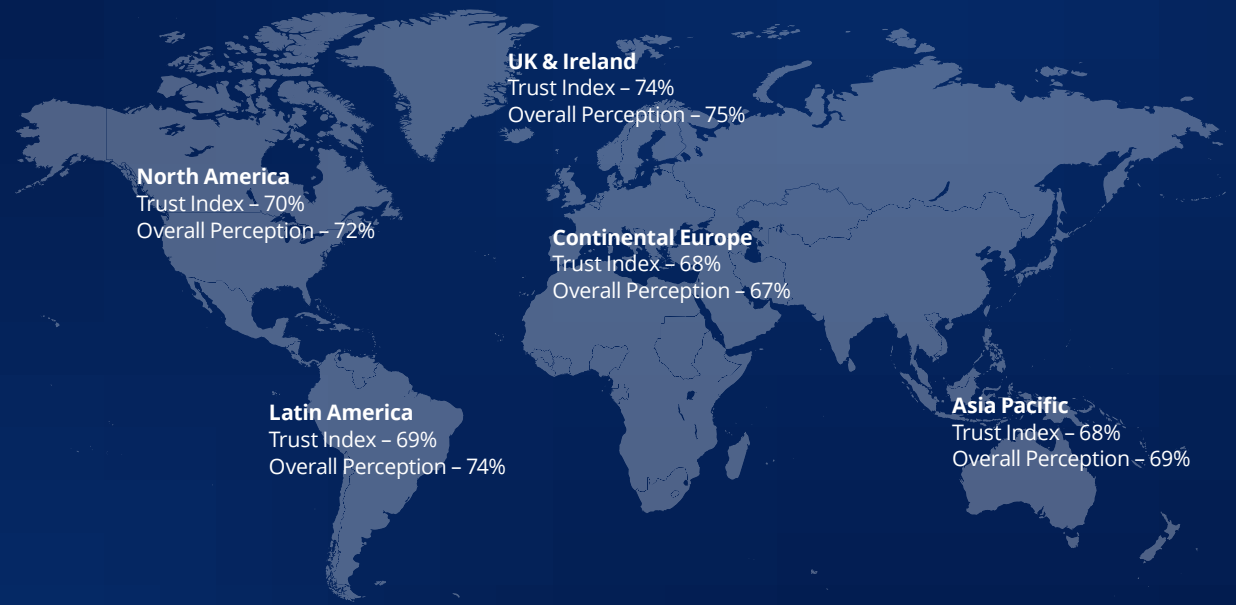 UK & Ireland
Trust Index – 74%
Overall Perception – 75%
North America
Trust Index – 70%
Overall Perception – 72%
Continental Europe
Trust Index – 68%
Overall Perception – 67%
Latin America
Trust Index – 69%
Overall Perception – 74%
Asia Pacific
Trust Index – 68%
Overall Perception – 69%